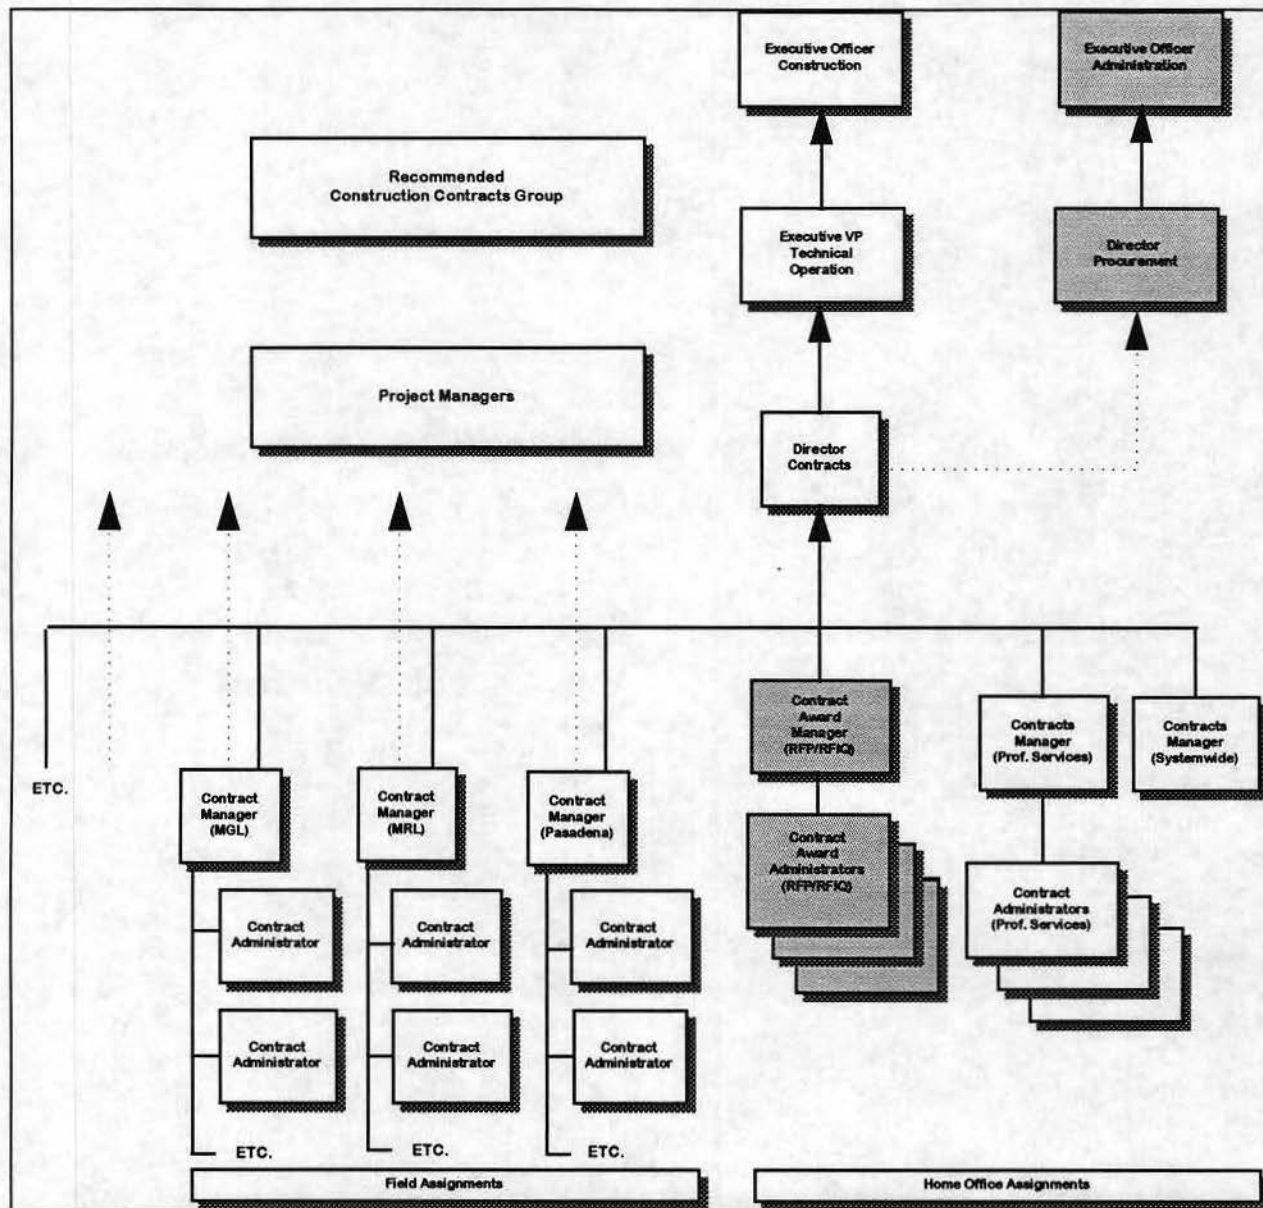 Executive Officer
Construction
Executive Officer
Administration
Recommended
Construction Contracts Group
Executive VP
Technical
Operation
Director
Procurement
Project Managers
Director
Contracts
ETC.
Contract
Manager
(MGL)
Contract
Manager
(MRL)
Contract
Manager
(Pasadena)
Contract
Award
Manager
(RFP/RFIQ)
Contracts
Manager
(Prof. Services)
Contracts
Manager
(Systemwide)
Contract
Award
Administrators
(RFP/RFIQ)
Contract
Administrators
(Prof. Services)
Contract
Administrator
Contract
Administrator
Contract
Administrator
Contract
Administrator
Contract
Administrator
Contract
Administrator
ETC.
ETC.
ETC.
Field Assignments
Home Office Assignments